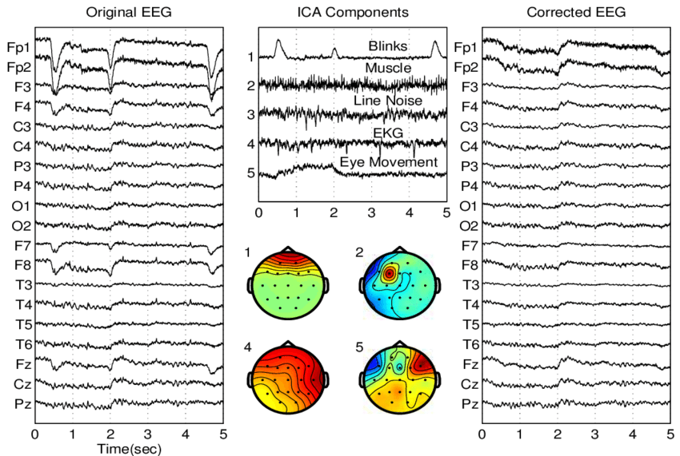 Original EEG
Fp1
Fp2
F3
F4
C3
C4
P3
P4
O1
O2
F7
F8
T3
T4
T5
T6
Fz
Cz
Pz
0 1 2 3 4 5
Time(sec)
ICA Components
1 Blinks
2 Muscle
3 Line Noise
4 EKG
5 Eye Movement
0 1 2 3 4 5
1 2
4 5
Corrected EEG
Fp1
Fp2
F3
F4
C3
C4
P3
P4
O1
O2
F7
F8
T3
T4
T5
T6
Fz
Cz
Pz
0 1 2 3 4 5